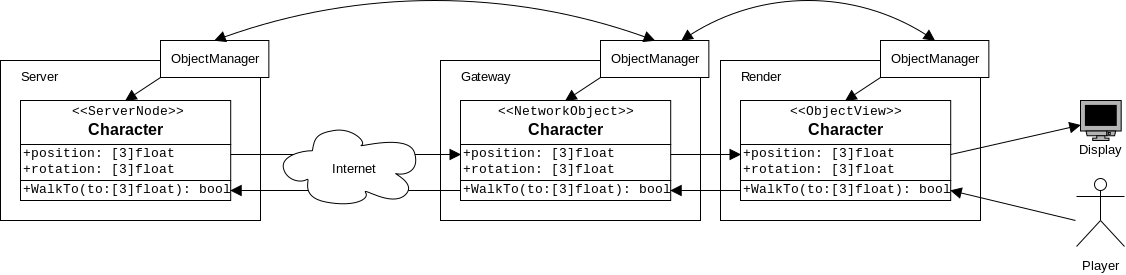 ObjectManager
Server
<<ServerNode>>
Character
+position: [3]float
+rotation: [3]float
+WalkTo(to:[3]float): bool
Internet
ObjectManager
Gateway
<<NetworkObject>>
Character
+position: [3]float
+rotation: [3]float
+WalkTo(to:[3]float): bool
ObjectManager
Render
<<ObjectView>>
Character
+position: [3]float
+rotation: [3]float
+WalkTo(to:[3]float): bool
Display
Player